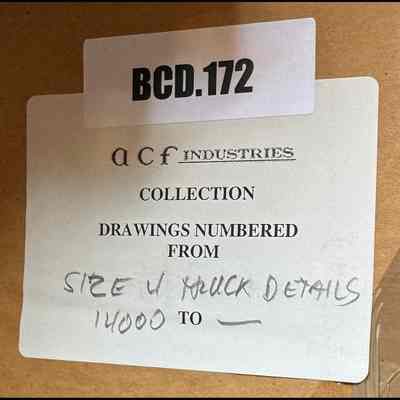 BCD.172
acf INDUSTRIES
COLLECTION
DRAWINGS NUMBERED
FROM
SIZE 4 TRUCK DETAILS
14000 TO —